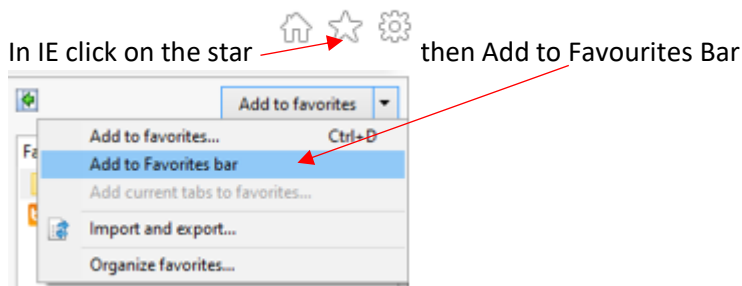 In IE click on the star then Add to Favourites Bar
Add to favorites
Fa
Add to favorites... Ctrl+D
Add to Favorites bar
Add current tabs to favorites...
Import and export...
Organize favorites...